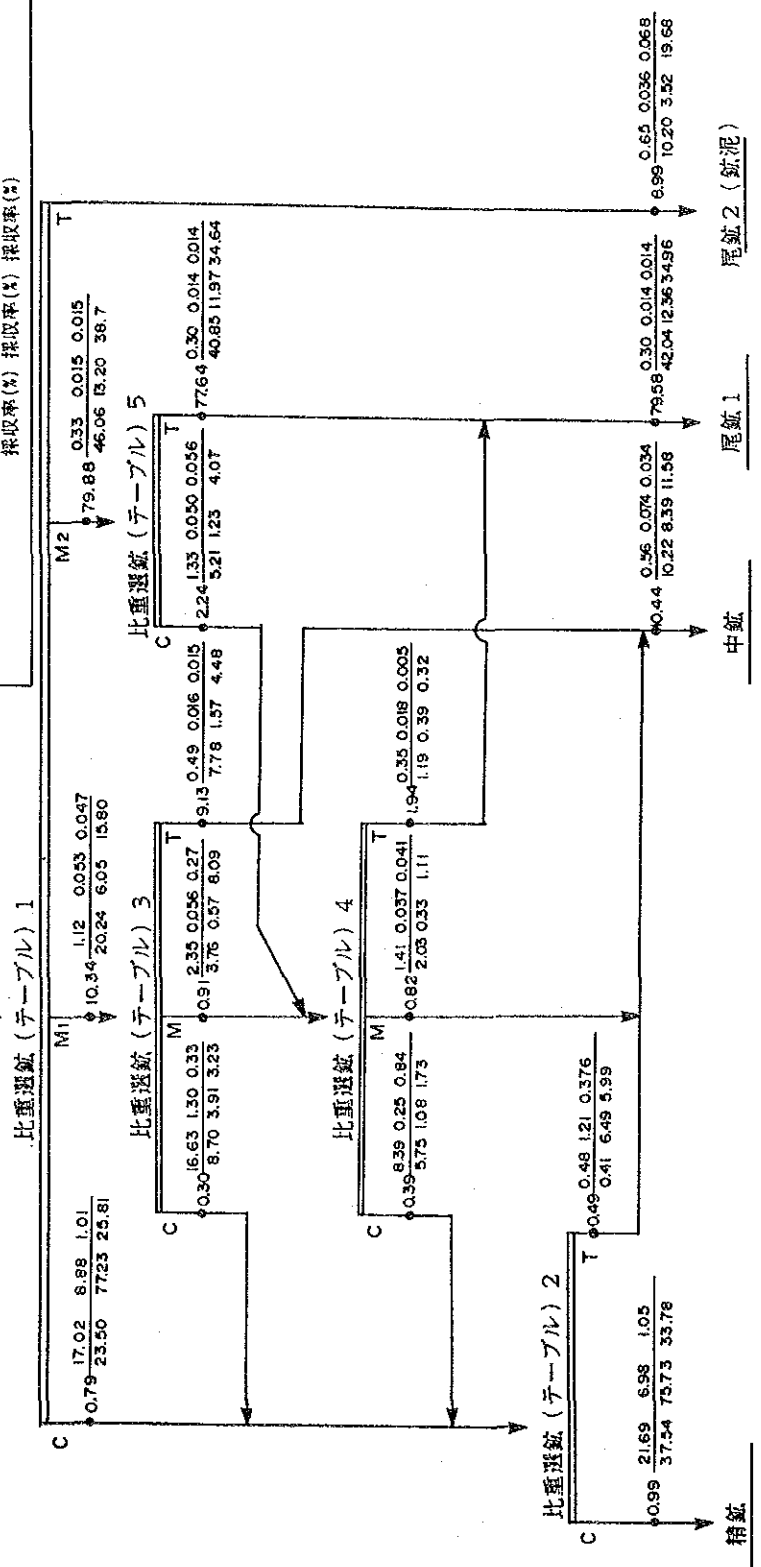 採収率(%) 採収率(%) 採収率(%)
比重選鉱 (テーブル) 1
C
0.79 17.02 8.88 1.01
23.50 77.23 25.81
M1
10.34 1.12 0.053 0.047
20.24 6.05 15.80
M2
79.88 0.33 0.015 0.015
46.06 13.20 38.7
T
比重選鉱 (テーブル) 3
C
0.30 16.63 1.30 0.33
8.70 3.91 3.23
M
0.91 2.35 0.056 0.27
3.76 0.57 8.09
T
9.13 0.49 0.016 0.015
7.78 1.57 4.48
比重選鉱 (テーブル) 5
C
2.24 1.33 0.050 0.056
5.21 1.23 4.07
T
77.64 0.30 0.014 0.014
40.85 11.97 34.64
比重選鉱 (テーブル) 4
C
0.39 8.39 0.25 0.84
5.75 1.08 1.73
M
0.82 1.41 0.037 0.041
2.03 0.33 1.11
T
1.94 0.35 0.018 0.005
1.19 0.39 0.32
比重選鉱 (テーブル) 2
C
0.99 21.69 6.98 1.05
37.54 75.73 33.78
T
0.49 0.48 1.21 0.376
0.41 6.49 5.99
10.44 0.56 0.074 0.034
10.22 8.39 11.58
79.58 0.30 0.014 0.014
42.04 12.36 34.96
8.99 0.65 0.036 0.068
10.20 3.52 19.68
精鉱
中鉱
尾鉱 1
尾鉱 2 (鉱泥)